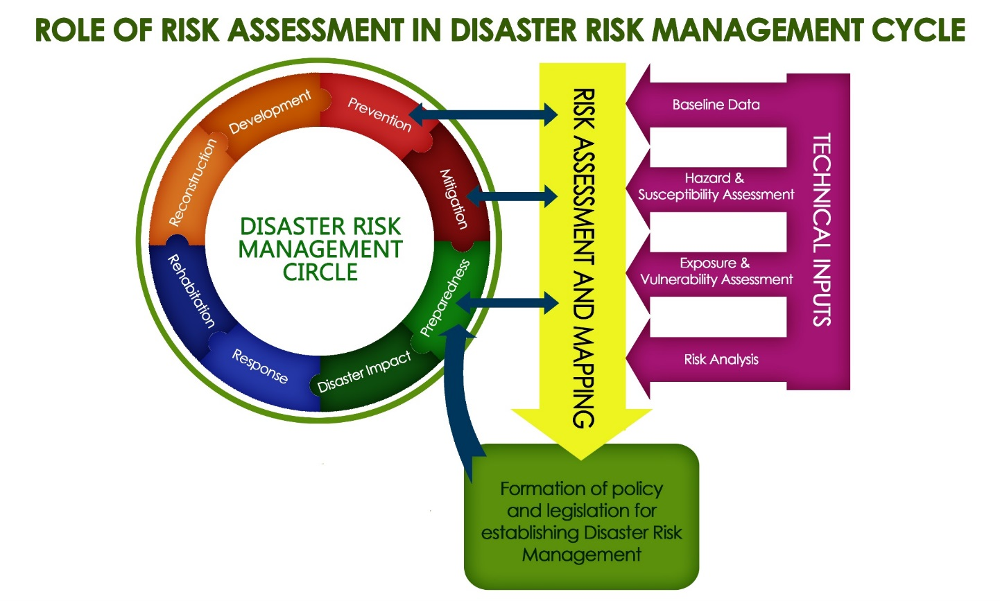 ROLE OF RISK ASSESSMENT IN DISASTER RISK MANAGEMENT CYCLE
Development
Prevention
Mitigation
Preparedness
Disaster Impact
Response
Rehabitation
Reconstruction
DISASTER RISK
MANAGEMENT
CIRCLE
RISK ASSESSMENT AND MAPPING
Baseline Data
Hazard &
Susceptibility Assessment
Exposure &
Vulnerability Assessment
Risk Analysis
TECHNICAL INPUTS
Formation of policy
and legislation for
establishing Disaster Risk
Management